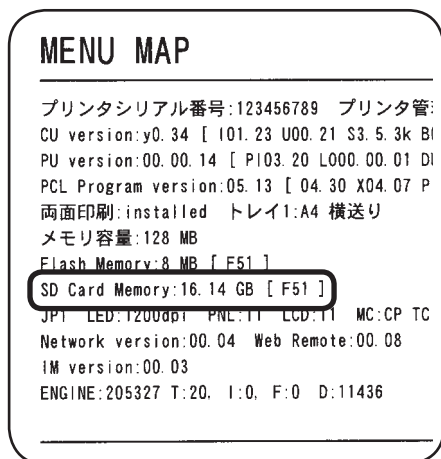 MENU MAP
プリンタシリアル番号:123456789 プリンタ管
CU version:y0.34 [ I01.23 U00.21 S3.5.3k
PU version:00.00.14 [ PI03.20 L000.00.01
PCL Program version:05.13 [ 04.30 X04.07 P
両面印刷:installed トレイ1:A4 横送り
メモリ容量:128 MB
Flash Memory:8 MB [ F51 ]
SD Card Memory:16.14 GB [ F51 ]
JP1 LED:1200dpi PNL:11 LCD:11 MC:CP TC
Network version:00.04 Web Remote:00.08
IM version:00.03
ENGINE:205327 T:20, I:0, F:0 D:11436